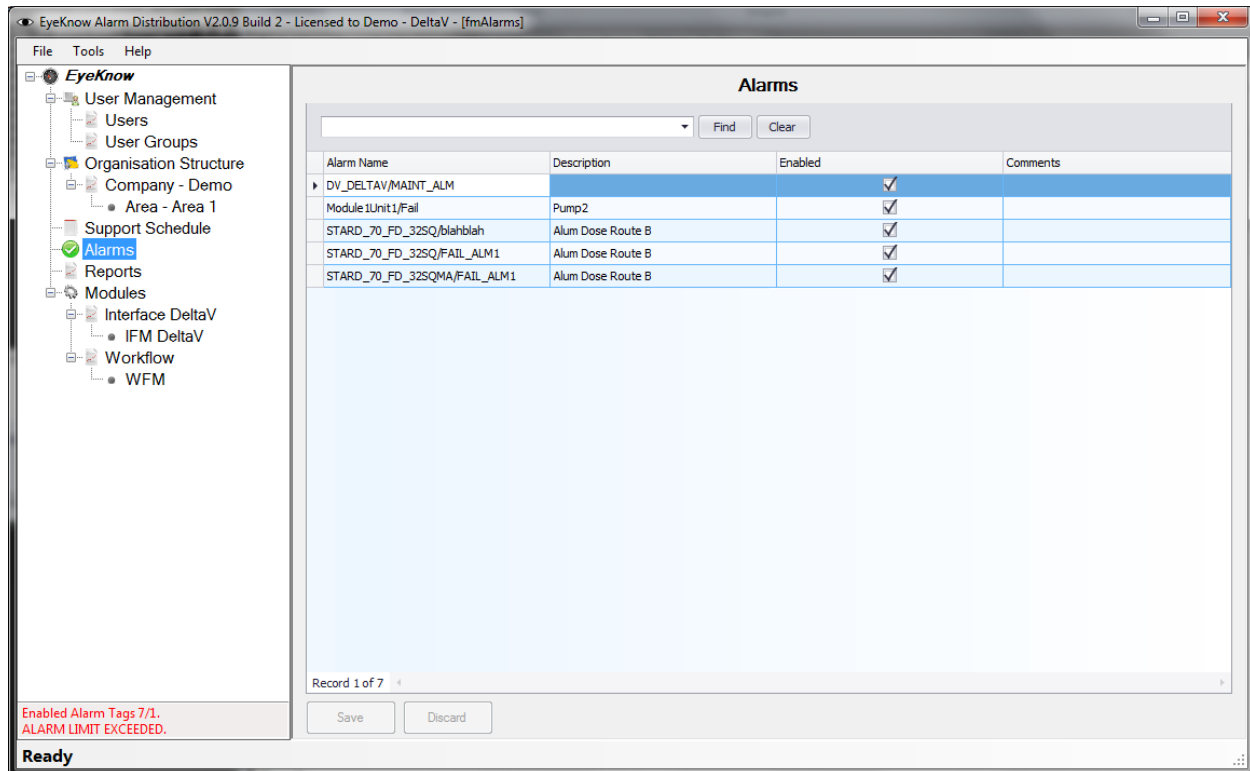 EyeKnow Alarm Distribution V2.0.9 Build 2 - Licensed to Demo - DeltaV - [fmAlarms]
File Tools Help
EyeKnow
User Management
Users
User Groups
Organisation Structure
Company - Demo
Area - Area 1
Support Schedule
Alarms
Reports
Modules
Interface DeltaV
IFM DeltaV
Workflow
WFM
Enabled Alarm Tags 7/1.
ALARM LIMIT EXCEEDED.
Alarms
Find Clear
Alarm Name Description Enabled Comments
DV_DELTAV/MAINT_ALM
Module1Unit1/Fail Pump2
STARD_70_FD_32SQ/blahblah Alum Dose Route B
STARD_70_FD_32SQ/FAIL_ALM1 Alum Dose Route B
STARD_70_FD_32SQMA/FAIL_ALM1 Alum Dose Route B
Record 1 of 7
Save Discard
Ready